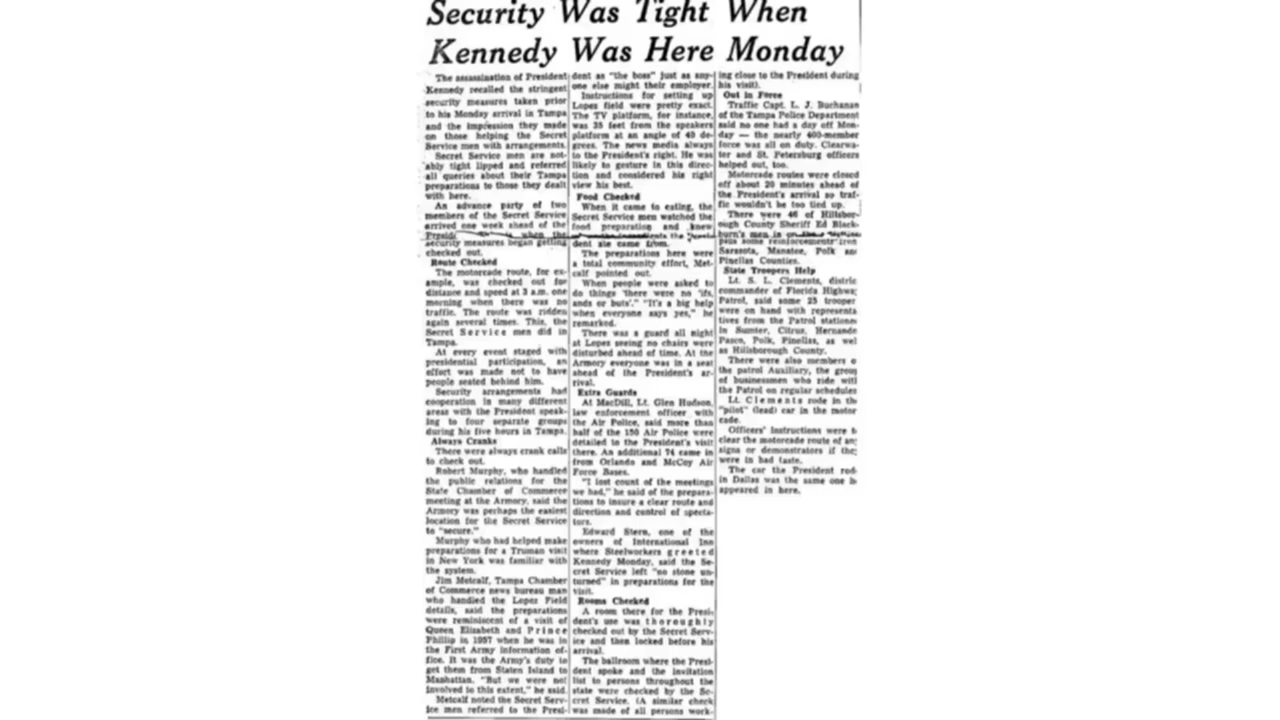 Security Was Tight When
Kennedy Was Here Monday
The assassination of President
Kennedy recalled the stringent
security measures taken prior
to his Monday arrival in Tampa
and the impression they made
on those helping the Secret
Service men with arrangements.
Secret Service men are not-
ably tight lipped and referred
all queries about their Tampa
preparations to those they dealt
with here.
An advance party of two
members of the Secret Service
arrived one week ahead of the
when the
security measures began getting
checked out.
Route Checked
The motorcade route, for ex-
ample, was checked out for
distance and speed at 3 a.m. one
morning when there was no
traffic. The route was ridden
again several times. This, the
Secret Service men did in
Tampa.
At every event staged with
presidential participation, an
effort was made not to have
people seated behind him.
Security arrangements had
cooperation in many different
areas with the President speak-
ing to four separate groups
during his five hours in Tampa.
Always Cranks
There were always crank calls
to check out.
Robert Murphy, who handled
the public relations for the
State Chamber of Commerce
meeting at the Armory, said the
Armory was perhaps the easiest
location for the Secret Service
to "secure."
Murphy who had helped make
preparations for a Truman visit
in New York was familiar with
the system.
Jim Metcalf, Tampa Chamber
of Commerce news bureau man
who handled the Lopez Field
details, said the preparations
were reminiscent of a visit of
Queen Elizabeth and Prince
Phillip in 1957 when he was in
the First Army information of-
fice. It was the Army's duty to
get them from Staten Island to
Manhattan. "But we were not
involved to this extent," he said.
Metcalf noted the Secret Serv-
ice men referred to the Presi-
dent as "the boss" just as any-
one else might their employer.
Instructions for setting up
Lopez field were pretty exact.
The TV platform, for instance,
was 35 feet from the speakers
platform at an angle of 40 de-
grees. The news media always
to the President's right. He was
likely to gesture in this direc-
tion and considered his right
view his best.
Food Checked
When it came to eating, the
Secret Service men watched the
food preparation and knew
the
dent ate came from.
The preparations here were
a total community effort, Met-
calf pointed out.
When people were asked to
do things 'there were no 'ifs,
ands or buts'." "It's a big help
when everyone says yes," he
remarked.
There was a guard all night
at Lopez seeing no chairs were
disturbed ahead of time. At the
Armory everyone was in a seat
ahead of the President's ar-
rival.
Extra Guards
At MacDill, Lt. Glen Hudson,
law enforcement officer with
the Air Police, said more than
half of the 150 Air Police were
detailed to the President's visit
there. An additional 74 came in
from Orlando and McCoy Air
Force Bases.
"I lost count of the meetings
we had," he said of the prepara-
tions to insure a clear route and
direction and control of specta-
tors.
Edward Stern, one of the
owners of International Inn
where Steelworkers greeted
Kennedy Monday, said the Se-
cret Service left "no stone un-
turned" in preparations for the
visit.
Rooms Checked
A room there for the Presi-
dent's use was thoroughly
checked out by the Secret Serv-
ice and then locked before his
arrival.
The ballroom where the Presi-
dent spoke and the invitation
list to persons throughout the
state were checked by the Se-
cret Service. (A similar check
was made of all persons work-
ing close to the President during
his visit).
Out in Force
Traffic Capt. L. J. Buchanan
of the Tampa Police Department
said no one had a day off Mon-
day — the nearly 400-member
force was all on duty. Clearwa-
ter and St. Petersburg officers
helped out, too.
Motorcade routes were closed
off about 20 minutes ahead of
the President's arrival so traf-
fic wouldn't be too tied up.
There were 46 of Hillsbor-
ough County Sheriff Ed Black-
burn's men in on the
plus some reinforcements from
Sarasota, Manatee, Polk and
Pinellas Counties.
State Troopers Help
Lt. S. L. Clements, distric
commander of Florida Highway
Patrol, said some 25 trooper
were on hand with representa
tives from the Patrol stations
in Sumter, Citrus, Hernando
Pasco, Polk, Pinellas, as wel
as Hillsborough County.
There were also members o
the patrol Auxiliary, the group
of businessmen who ride with
the Patrol on regular schedules
Lt. Clements rode in th
"pilot" (lead) car in the motor
cade.
Officers' instructions were to
clear the motorcade route of any
signs or demonstrators if they
were in bad taste.
The car the President rod
in Dallas was the same one he
appeared in here.